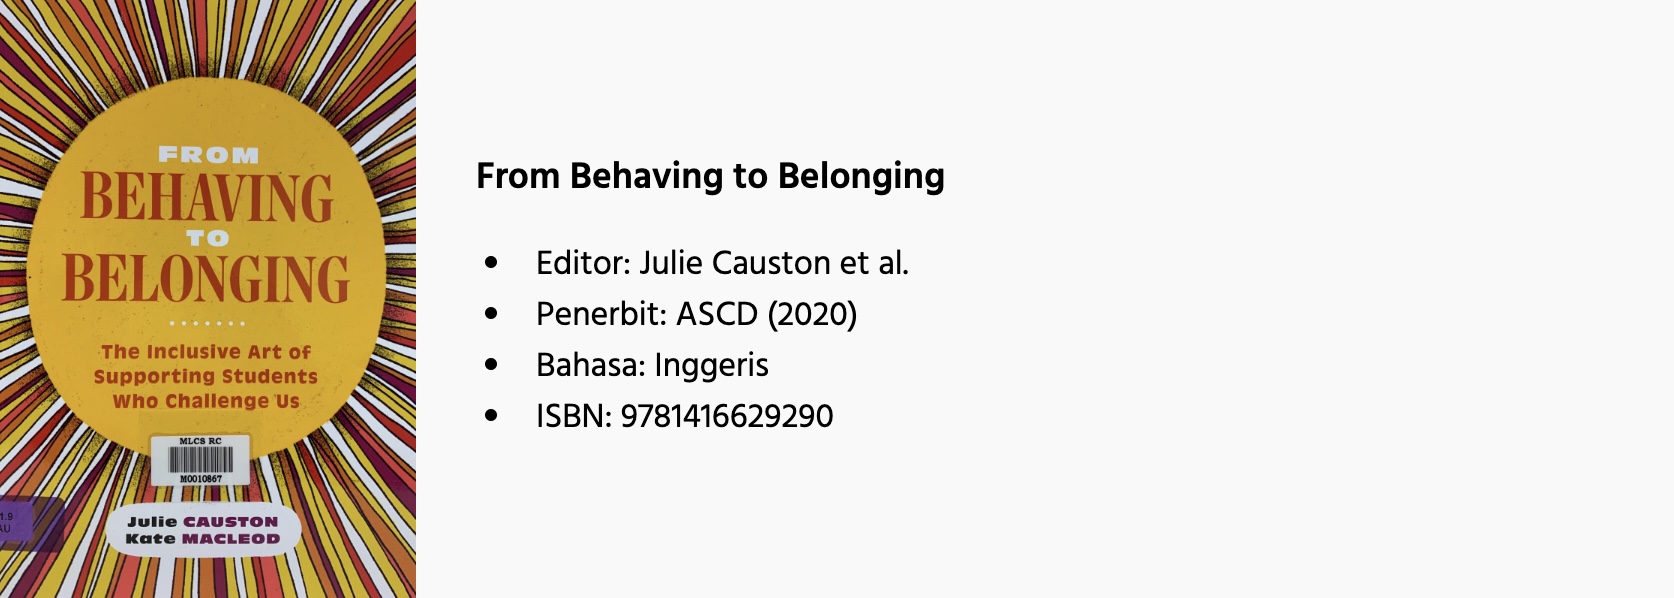 FROM
BEHAVING
TO
BELONGING
The Inclusive Art of
Supporting Students
Who Challenge Us
MLCS RC
M0010867
1.9
AU
Julie CAUSTON
Kate MACLEOD
From Behaving to Belonging
• Editor: Julie Causton et al.
• Penerbit: ASCD (2020)
• Bahasa: Inggeris
• ISBN: 9781416629290